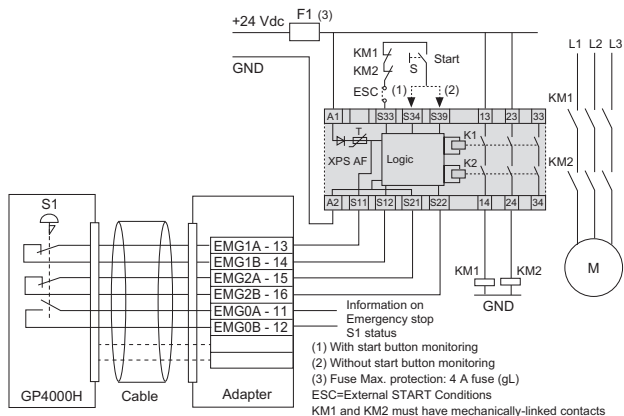 +24 Vdc
F1 (3)
GND
KM1
KM2
ESC
S
Start
(1)
(2)
L1 L2 L3
KM1
KM2
M
A1
S33
S34
S39
13
23
33
T
XPS AF
Logic
K1
K2
A2
S11
S12
S21
S22
14
24
34
KM1
KM2
GND
S1
EMG1A - 13
EMG1B - 14
EMG2A - 15
EMG2B - 16
EMG0A - 11
EMG0B - 12
Information on
Emergency stop
S1 status
GP4000H
Cable
Adapter
(1) With start button monitoring
(2) Without start button monitoring
(3) Fuse Max. protection: 4 A fuse (gL)
ESC=External START Conditions
KM1 and KM2 must have mechanically-linked contacts